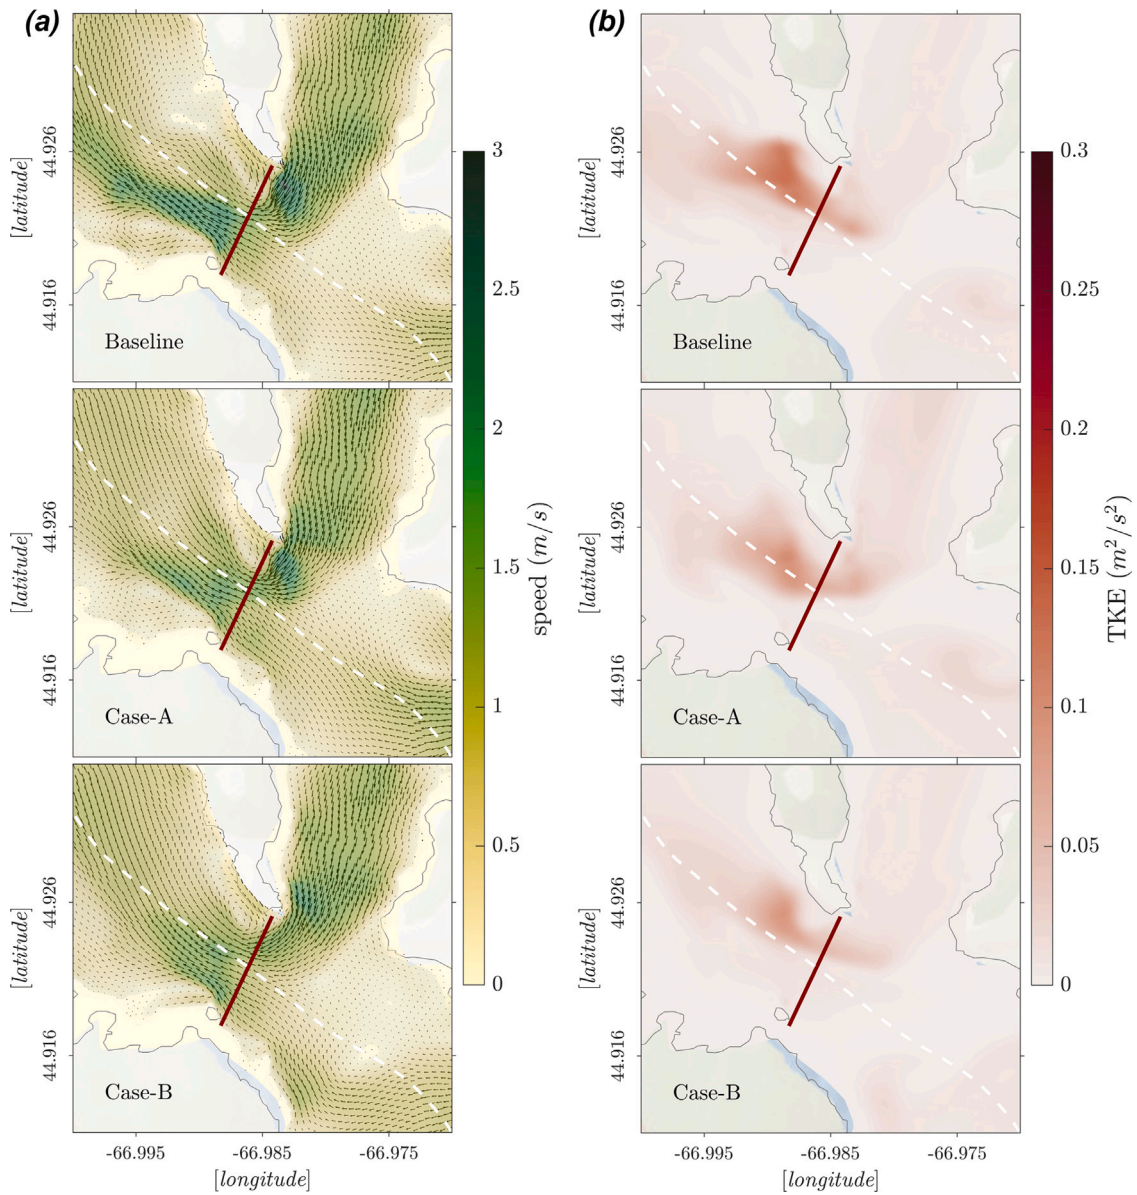 (a)
(b)
[latitude]
44.926
44.916
Baseline
[latitude]
44.926
44.916
Baseline
[latitude]
44.926
44.916
Case-A
[latitude]
44.926
44.916
Case-A
[latitude]
44.926
44.916
Case-B
[latitude]
44.926
44.916
Case-B
3
2.5
2
1.5
1
0.5
0
speed (m/s)
0.3
0.25
0.2
0.15
0.1
0.05
0
TKE (m²/s²)
-66.995 -66.985 -66.975
[longitude]
-66.995 -66.985 -66.975
[longitude]